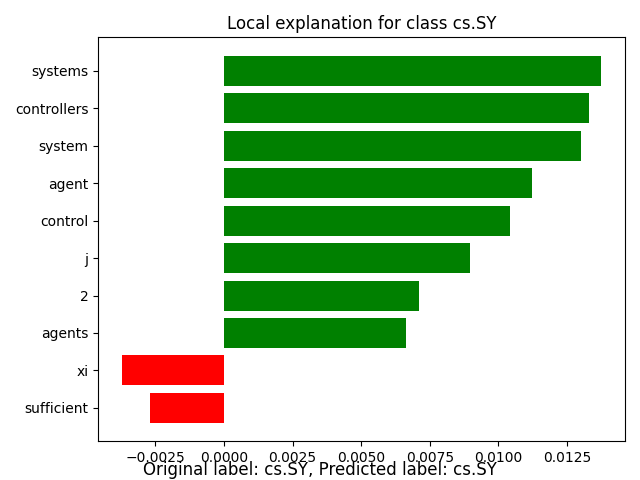 Local explanation for class cs.SY
systems
controllers
system
agent
control
j
2
agents
xi
sufficient
−0.0025 0.0000 0.0025 0.0050 0.0075 0.0100 0.0125
Original label: cs.SY, Predicted label: cs.SY